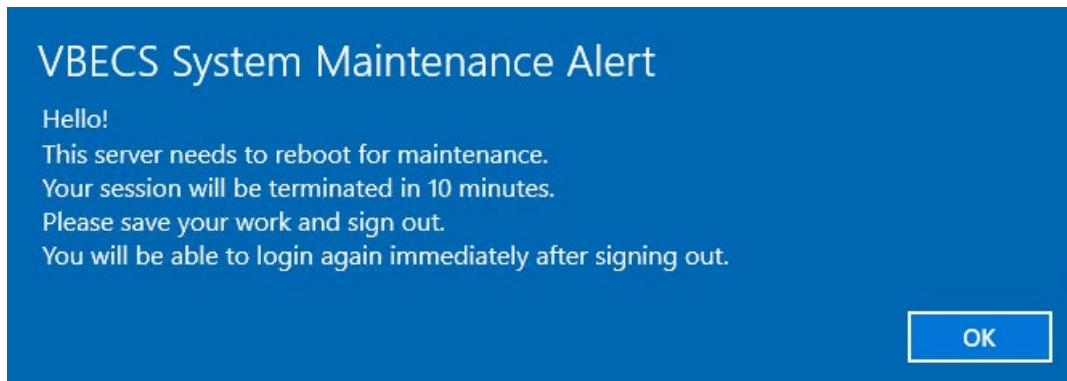 VBECS System Maintenance Alert
Hello!
This server needs to reboot for maintenance.
Your session will be terminated in 10 minutes.
Please save your work and sign out.
You will be able to login again immediately after signing out.
OK